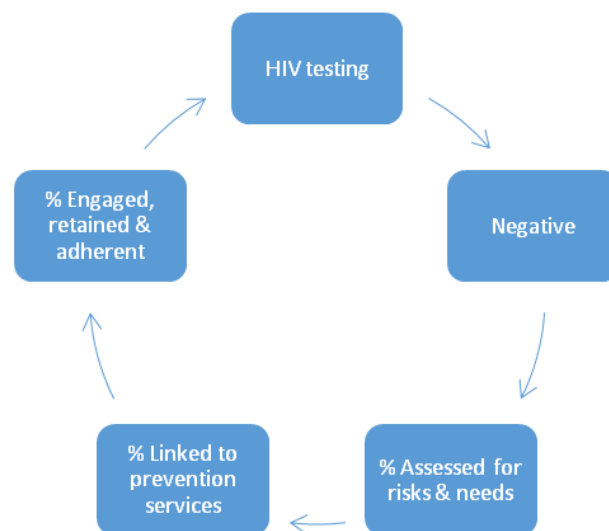 HIV testing
Negative
% Assessed for
risks & needs
% Linked to
prevention
services
% Engaged,
retained &
adherent